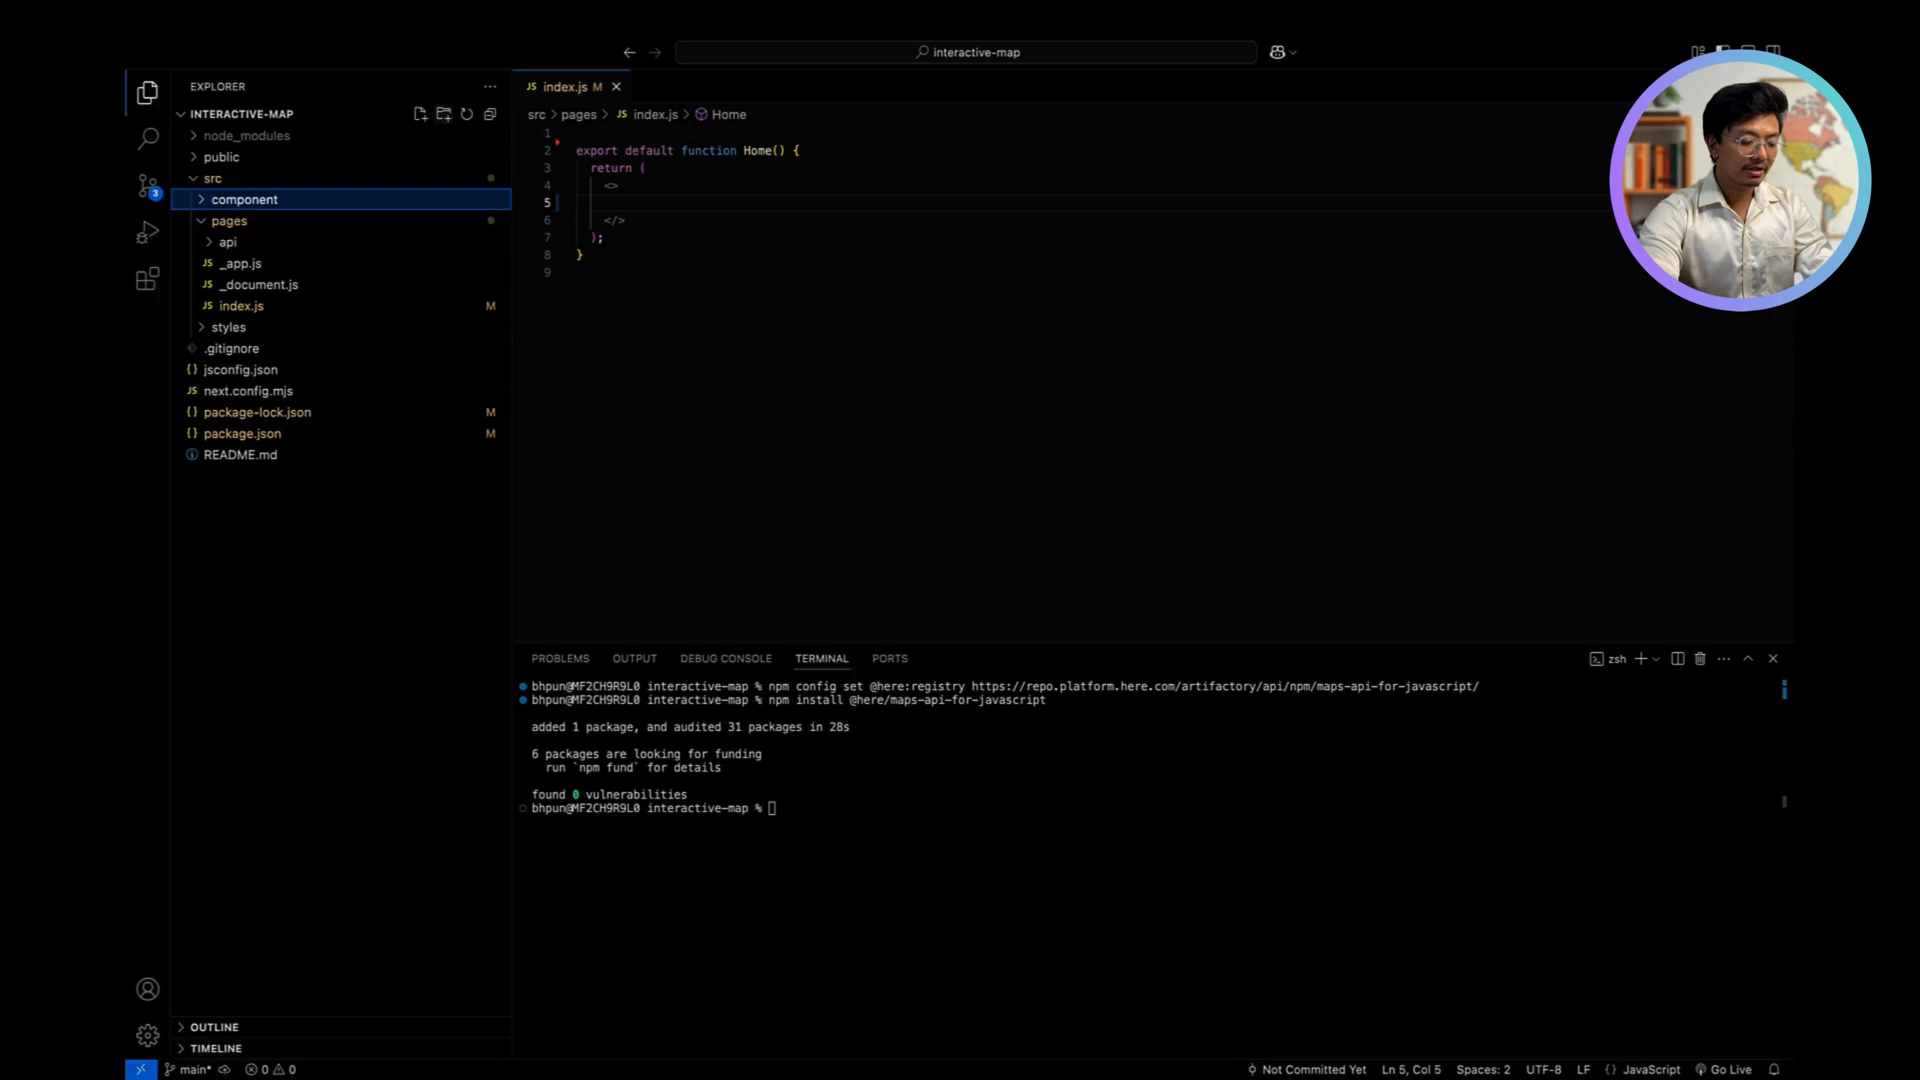 interactive-map
EXPLORER
INTERACTIVE-MAP
node_modules
public
src
component
pages
api
JS _app.js
JS _document.js
JS index.js M
styles
.gitignore
{} jsconfig.json
JS next.config.mjs
{} package-lock.json M
{} package.json M
README.md
OUTLINE
TIMELINE
JS index.js M
src > pages > JS index.js > Home
1
2 export default function Home() {
3 return (
4 <>
5
6 </>
7 );
8 }
9
PROBLEMS OUTPUT DEBUG CONSOLE TERMINAL PORTS
zsh
bhpun@MF2CH9R9L0 interactive-map % npm config set @here:registry https://repo.platform.here.com/artifactory/api/npm/maps-api-for-javascript/
bhpun@MF2CH9R9L0 interactive-map % npm install @here/maps-api-for-javascript
added 1 package, and audited 31 packages in 28s
6 packages are looking for funding
run `npm fund` for details
found 0 vulnerabilities
bhpun@MF2CH9R9L0 interactive-map %
3
main* 0 0
Not Committed Yet Ln 5, Col 5 Spaces: 2 UTF-8 LF {} JavaScript Go Live